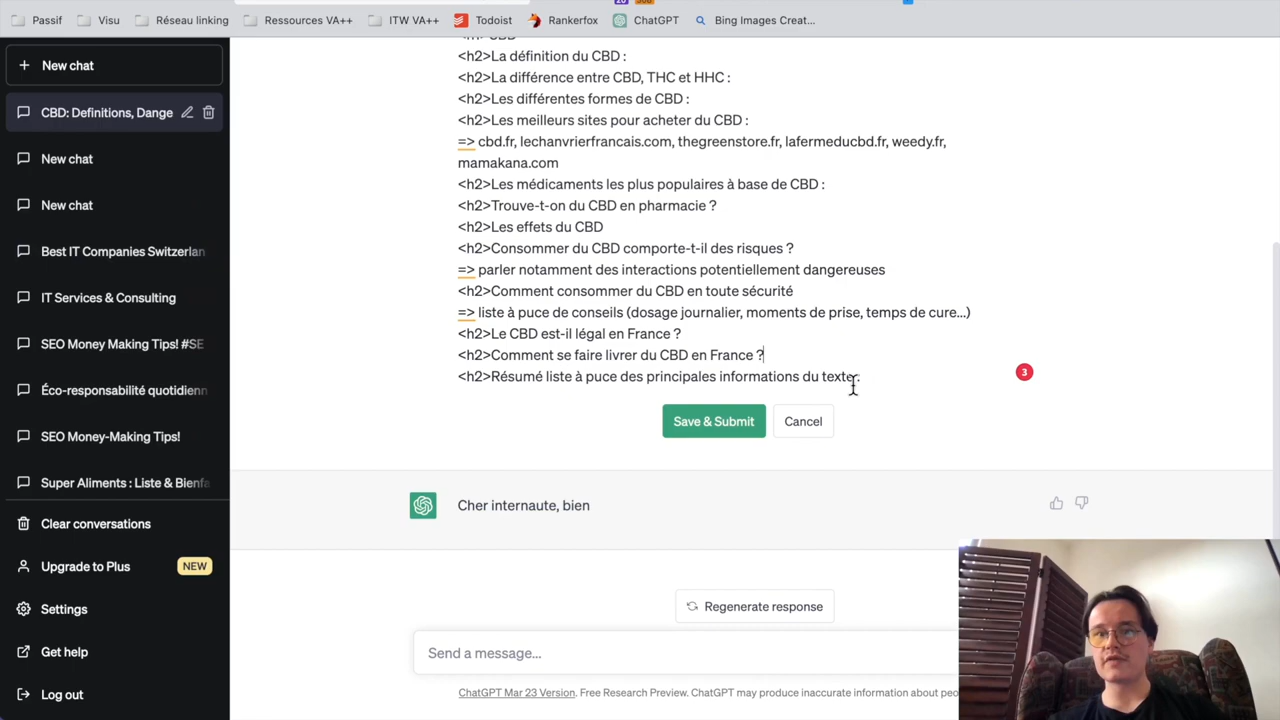 Passif Visu Réseau linking Ressources VA++ ITW VA++ Todoist Rankerfox ChatGPT Bing Images Creat...
New chat
CBD: Definitions, Dange
New chat
New chat
Best IT Companies Switzerlan
IT Services & Consulting
SEO Money Making Tips! #SE
Éco-responsabilité quotidien
SEO Money-Making Tips!
Super Aliments : Liste & Bienfa
Clear conversations
Upgrade to Plus NEW
Settings
Get help
Log out
<h2>La définition du CBD :
<h2>La différence entre CBD, THC et HHC :
<h2>Les différentes formes de CBD :
<h2>Les meilleurs sites pour acheter du CBD :
=> cbd.fr, lechanvrierfrancais.com, thegreenstore.fr, lafermeducbd.fr, weedy.fr,
mamakana.com
<h2>Les médicaments les plus populaires à base de CBD :
<h2>Trouve-t-on du CBD en pharmacie ?
<h2>Les effets du CBD
<h2>Consommer du CBD comporte-t-il des risques ?
=> parler notamment des interactions potentiellement dangereuses
<h2>Comment consommer du CBD en toute sécurité
=> liste à puce de conseils (dosage journalier, moments de prise, temps de cure...)
<h2>Le CBD est-il légal en France ?
<h2>Comment se faire livrer du CBD en France ?
<h2>Résumé liste à puce des principales informations du texte :
3
Save & Submit Cancel
Cher internaute, bien
Regenerate response
Send a message...
ChatGPT Mar 23 Version. Free Research Preview. ChatGPT may produce inaccurate information about peo